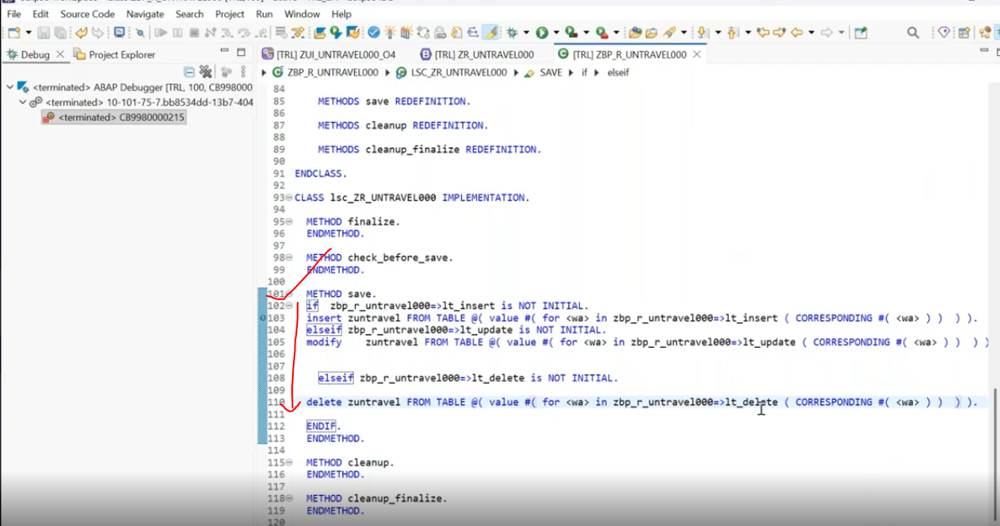 File Edit Source Code Navigate Search Project Run Window Help
Debug Project Explorer
[TRL] ZUI_UNTRAVEL000_O4 [TRL] ZR_UNTRAVEL000 [TRL] ZBP_R_UNTRAVEL000
ZBP_R_UNTRAVEL000 LSC_ZR_UNTRAVEL000 SAVE if elseif
<terminated> ABAP Debugger [TRL, 100, CB998000
<terminated> 10-101-75-7.bb8534dd-13b7-404
<terminated> CB9980000215
84
85 METHODS save REDEFINITION.
86
87 METHODS cleanup REDEFINITION.
88
89 METHODS cleanup_finalize REDEFINITION.
90
91 ENDCLASS.
92
93 CLASS lsc_ZR_UNTRAVEL000 IMPLEMENTATION.
94
95 METHOD finalize.
96 ENDMETHOD.
97
98 METHOD check_before_save.
99 ENDMETHOD.
100
101 METHOD save.
102 if zbp_r_untravel000=>lt_insert is NOT INITIAL.
103 insert zuntravel FROM TABLE @( value #( for <wa> in zbp_r_untravel000=>lt_insert ( CORRESPONDING #( <wa> ) ) ) ).
104 elseif zbp_r_untravel000=>lt_update is NOT INITIAL.
105 modify zuntravel FROM TABLE @( value #( for <wa> in zbp_r_untravel000=>lt_update ( CORRESPONDING #( <wa> ) ) ) )
106
107
108 elseif zbp_r_untravel000=>lt_delete is NOT INITIAL.
109
110 delete zuntravel FROM TABLE @( value #( for <wa> in zbp_r_untravel000=>lt_delete ( CORRESPONDING #( <wa> ) ) ) ).
111
112 ENDIF.
113 ENDMETHOD.
114
115 METHOD cleanup.
116 ENDMETHOD.
117
118 METHOD cleanup_finalize.
119 ENDMETHOD.
120